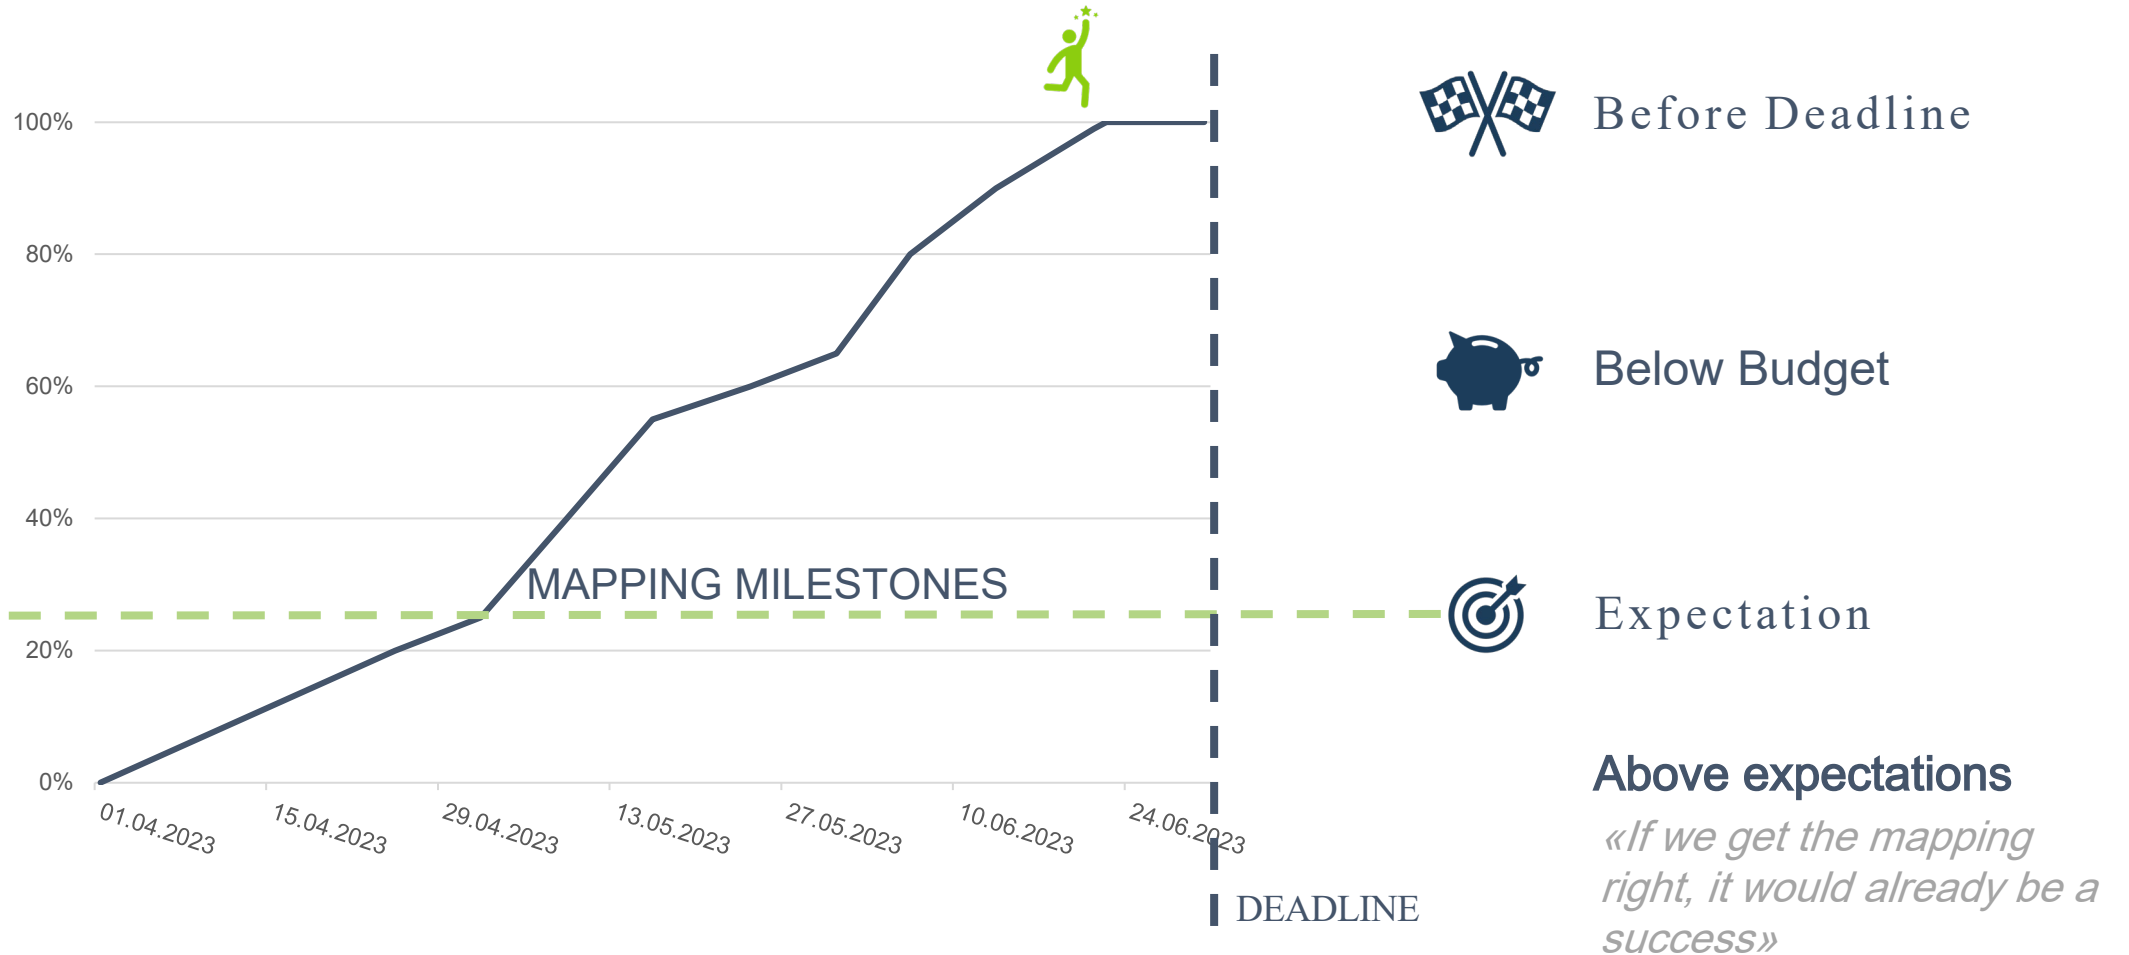 100%
80%
60%
40%
20%
0%
MAPPING MILESTONES
01.04.2023
15.04.2023
29.04.2023
13.05.2023
27.05.2023
10.06.2023
24.06.2023
DEADLINE
Before Deadline
Below Budget
Expectation
Above expectations
«If we get the mapping
right, it would already be a
success»